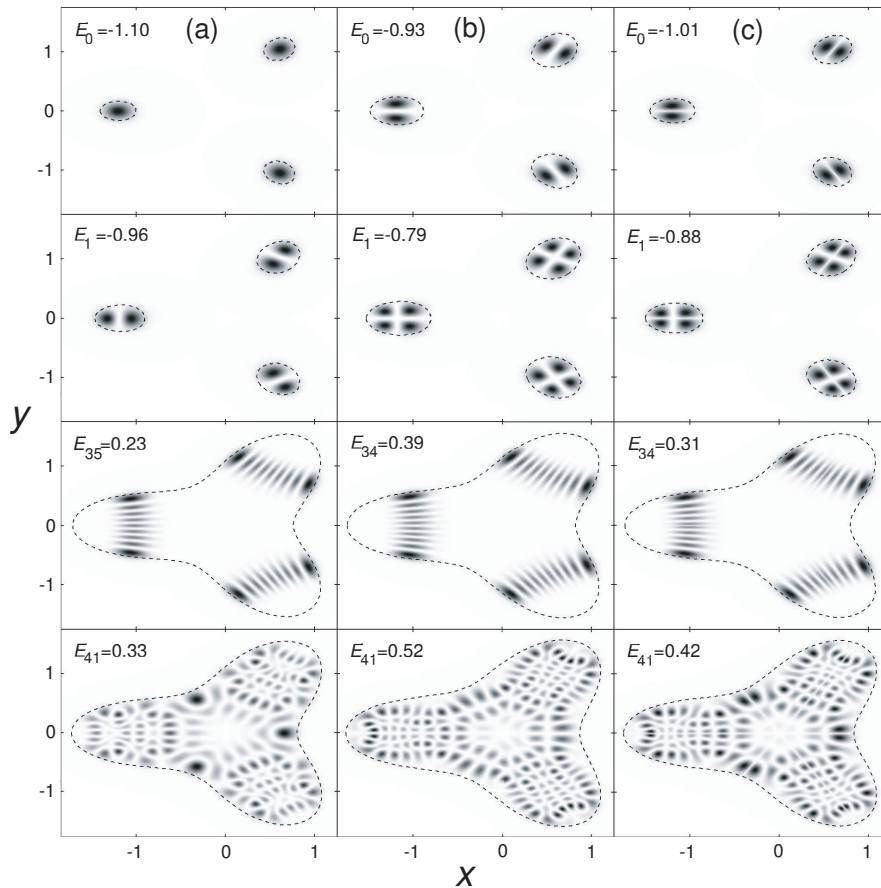 E0=-1.10 (a) E0=-0.93 (b) E0=-1.01 (c)
1
0
-1
E1=-0.96 E1=-0.79 E1=-0.88
1
0
-1
y
E35=0.23 E34=0.39 E34=0.31
1
0
-1
E41=0.33 E41=0.52 E41=0.42
1
0
-1
-1 0 1 -1 0 1 -1 0 1
x